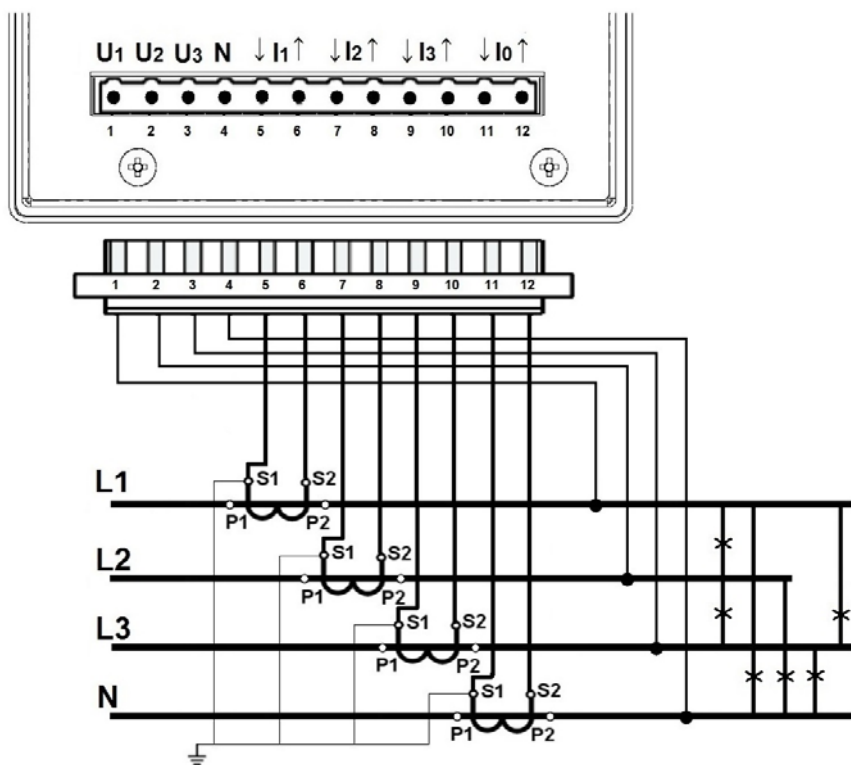 U1 U2 U3 N ↓ I1 ↑ ↓ I2 ↑ ↓ I3 ↑ ↓ I0 ↑
1 2 3 4 5 6 7 8 9 10 11 12
1 2 3 4 5 6 7 8 9 10 11 12
L1
S1 S2
P1 P2
L2
S1 S2
P1 P2
L3
S1 S2
P1 P2
N
S1 S2
P1 P2